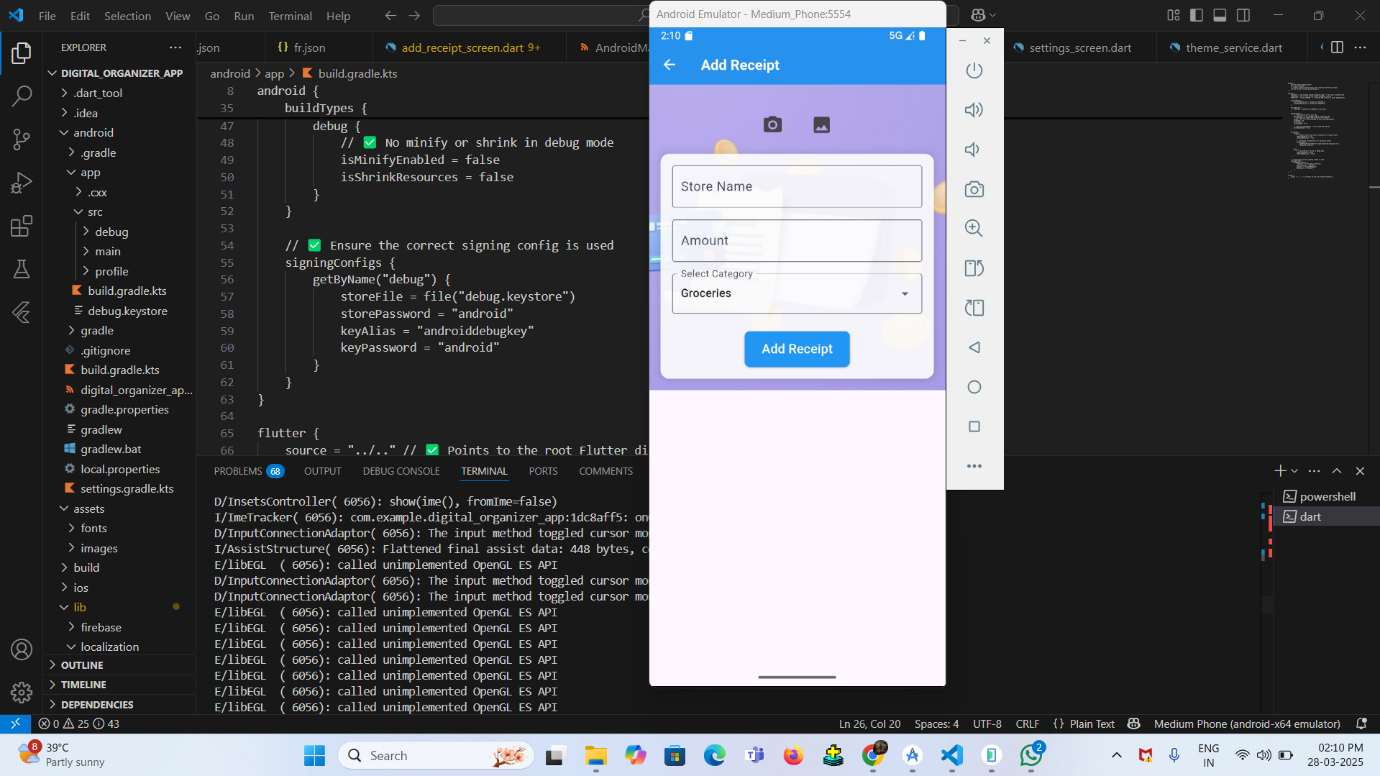 File Edit Selection View Go Run Terminal Help
Android Emulator - Medium_Phone:5554
EXPLORER
DIGITAL_ORGANIZER_APP
.dart_tool
.idea
android
.gradle
app
.cxx
src
debug
main
profile
build.gradle.kts
debug.keystore
gradle
.gitignore
build.gradle.kts
digital_organizer_ap...
gradle.properties
gradlew
gradlew.bat
local.properties
settings.gradle.kts
assets
fonts
images
build
ios
lib
firebase
localization
OUTLINE
TIMELINE
DEPENDENCIES
.json
{} fr.json
add_receipt_screen.dart 9+
AndroidMa
settings_screen.dart
theme_service.dart
android > app > build.gradle.kts
8 android {
35 buildTypes {
47 debug {
48 // ✅ No minify or shrink in debug mode
49 isMinifyEnabled = false
50 isShrinkResources = false
51 }
52 }
53
54 // ✅ Ensure the correct signing config is used
55 signingConfigs {
56 getByName("debug") {
57 storeFile = file("debug.keystore")
58 storePassword = "android"
59 keyAlias = "androiddebugkey"
60 keyPassword = "android"
61 }
62 }
63 }
64
65 flutter {
66 source = "../.." // ✅ Points to the root Flutter di
PROBLEMS 68 OUTPUT DEBUG CONSOLE TERMINAL PORTS COMMENTS
D/InsetsController( 6056): show(ime(), fromIme=false)
I/ImeTracker( 6056): com.example.digital_organizer_app:1dc8aff5: on
D/InputConnectionAdaptor( 6056): The input method toggled cursor mo
I/AssistStructure( 6056): Flattened final assist data: 448 bytes, c
E/libEGL ( 6056): called unimplemented OpenGL ES API
D/InputConnectionAdaptor( 6056): The input method toggled cursor mo
D/InputConnectionAdaptor( 6056): The input method toggled cursor mo
E/libEGL ( 6056): called unimplemented OpenGL ES API
E/libEGL ( 6056): called unimplemented OpenGL ES API
E/libEGL ( 6056): called unimplemented OpenGL ES API
E/libEGL ( 6056): called unimplemented OpenGL ES API
E/libEGL ( 6056): called unimplemented OpenGL ES API
E/libEGL ( 6056): called unimplemented OpenGL ES API
E/libEGL ( 6056): called unimplemented OpenGL ES API
2:10
5G
Add Receipt
Store Name
Amount
Select Category
Groceries
Add Receipt
powershell
dart
0 25 43
Ln 26, Col 20 Spaces: 4 UTF-8 CRLF {} Plain Text Medium Phone (android-x64 emulator)
8
39°C
Partly sunny
Search
2
ENG
IN
02:10 PM
28-03-2025